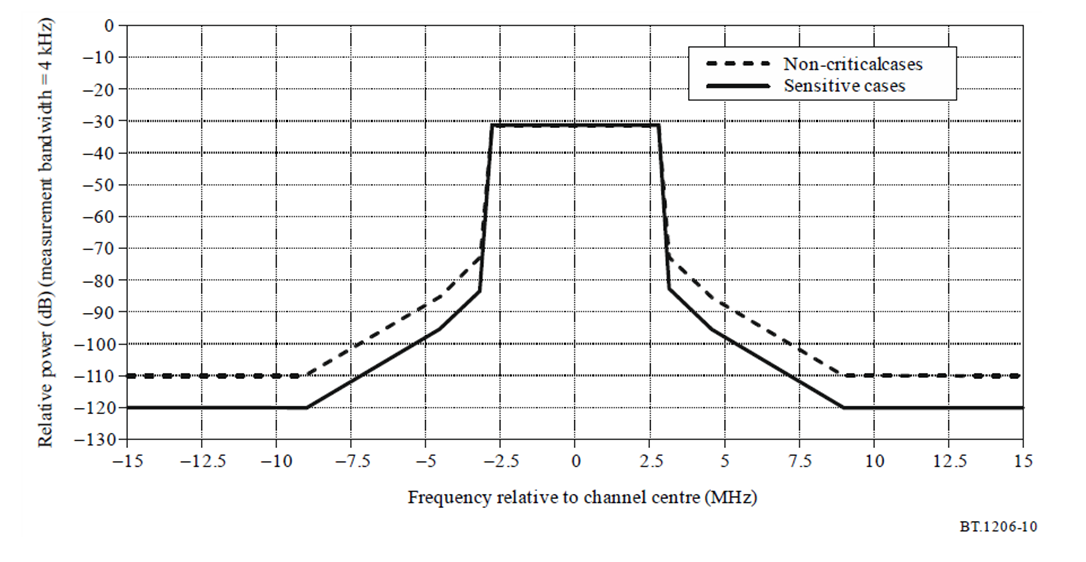 Relative power (dB) (measurement bandwidth = 4 kHz)
0
−10
−20
−30
−40
−50
−60
−70
−80
−90
−100
−110
−120
−130
Non-criticalcases
Sensitive cases
−15 −12.5 −10 −7.5 −5 −2.5 0 2.5 5 7.5 10 12.5 15
Frequency relative to channel centre (MHz)
BT.1206-10